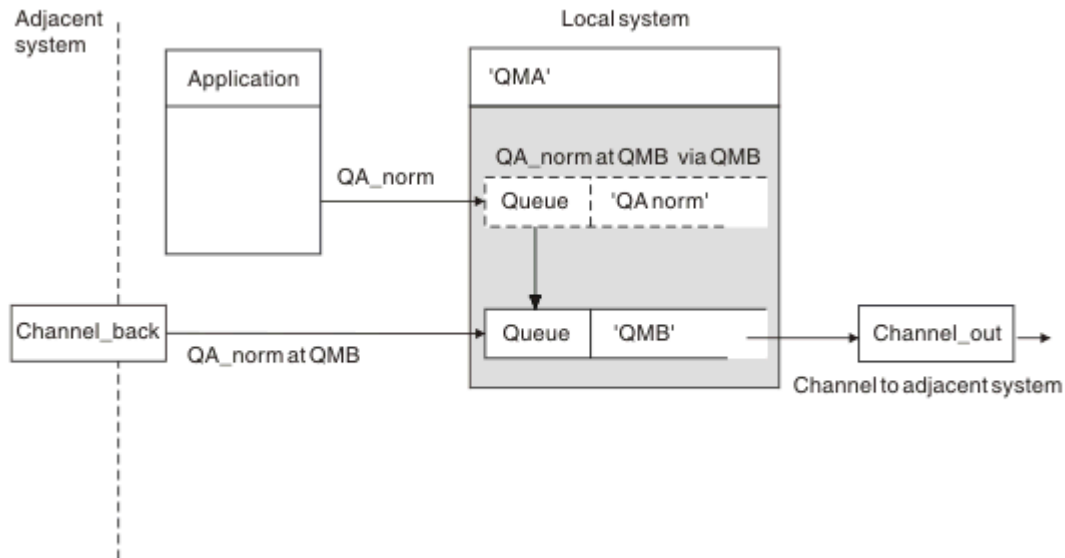 Adjacent
system
Local system
Application
'QMA'
QA_norm at QMB via QMB
QA_norm
Queue
'QA norm'
Channel_back
QA_norm at QMB
Queue
'QMB'
Channel_out
Channel to adjacent system